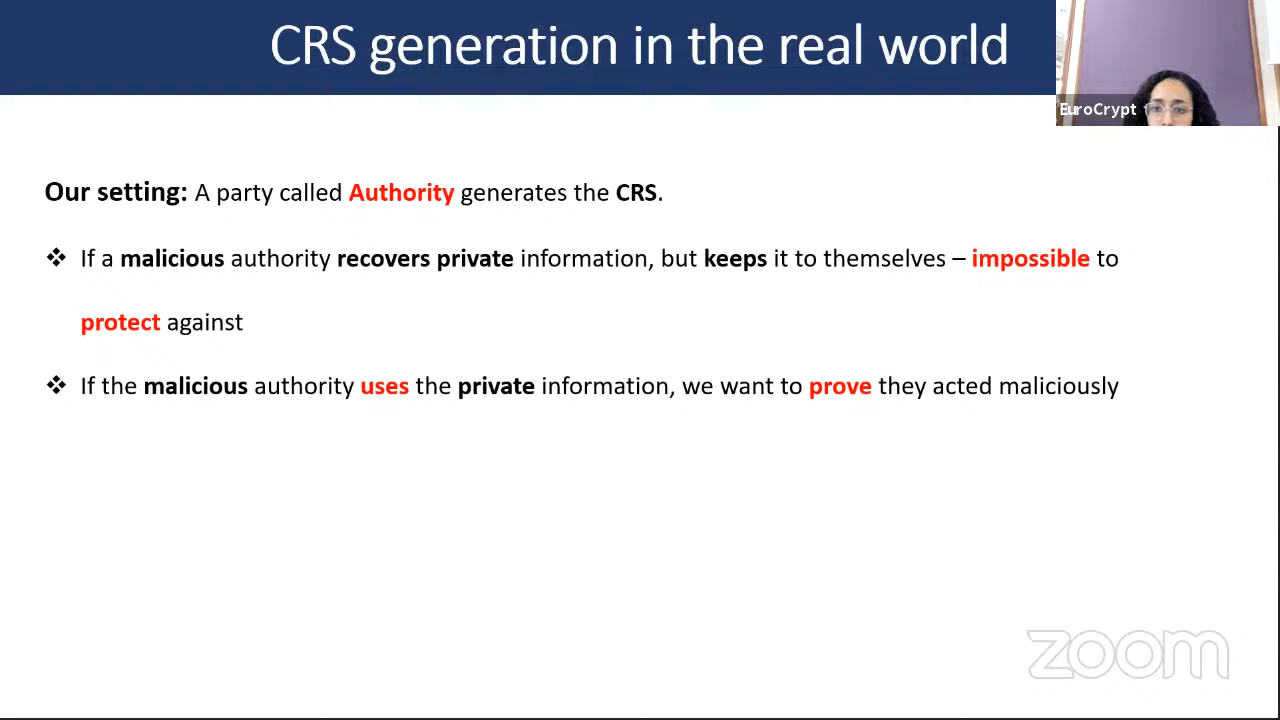 CRS generation in the real world
EuroCrypt
Our setting: A party called Authority generates the CRS.
❖ If a malicious authority recovers private information, but keeps it to themselves – impossible to
protect against
❖ If the malicious authority uses the private information, we want to prove they acted maliciously
zoom